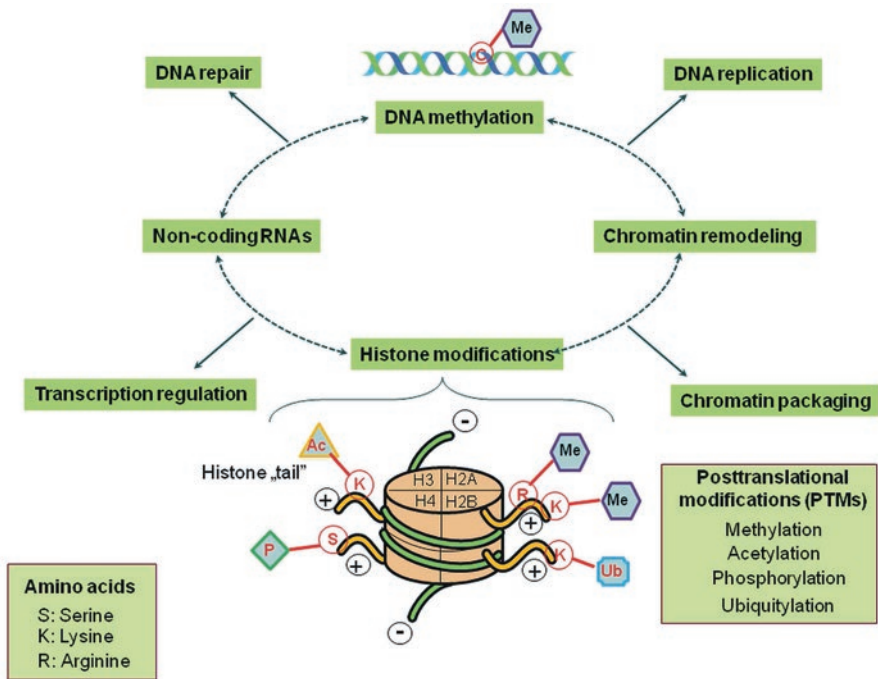 Me
C
DNA repair
DNA replication
DNA methylation
Non-coding RNAs
Chromatin remodeling
Histone modifications
Transcription regulation
Chromatin packaging
-
Ac
Me
Histone „tail”
K
H3 H2A
H4 H2B
R
K
Me
+
+
P
S
K
+
+
Ub
-
Posttranslational
modifications (PTMs)
Methylation
Acetylation
Phosphorylation
Ubiquitylation
Amino acids
S: Serine
K: Lysine
R: Arginine